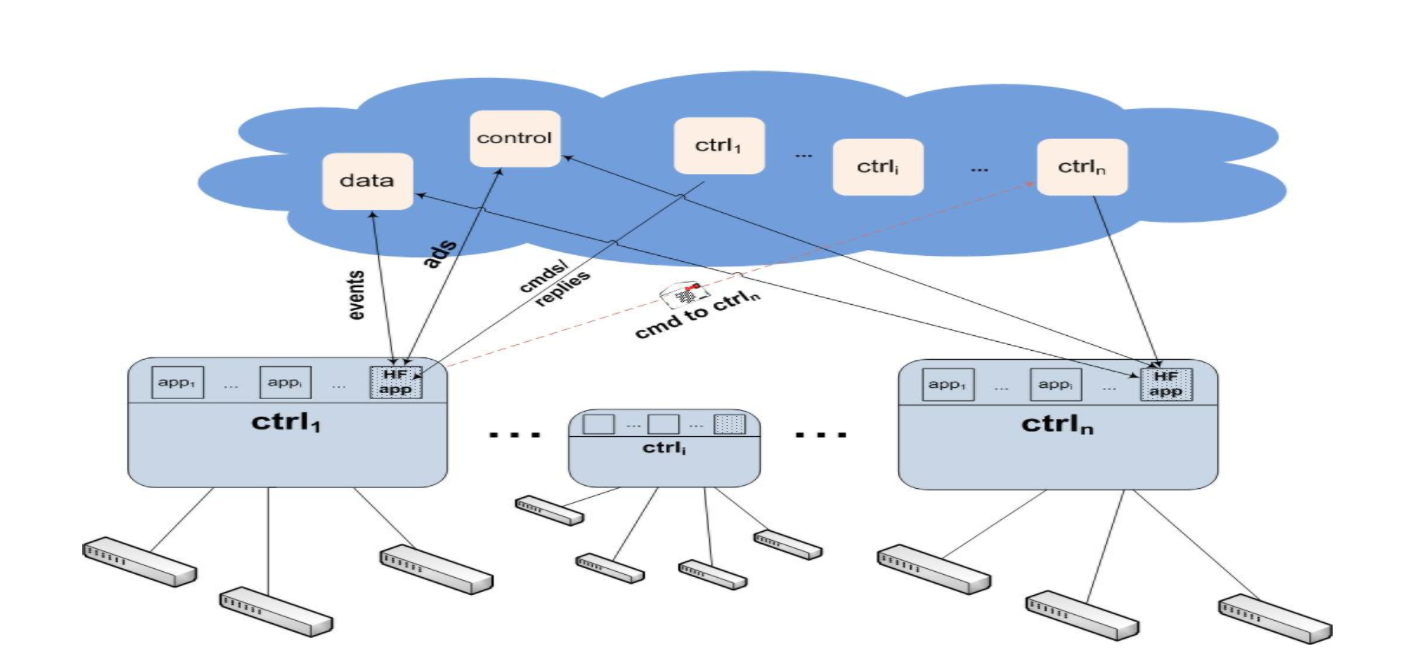 control
ctrl₁
...
ctrlᵢ
...
ctrlₙ
data
events
ads
cmds/
replies
cmd to ctrlₙ
app₁ ... appᵢ ... HF app
ctrl₁
...
... ...
ctrlᵢ
...
app₁ ... appᵢ ... HF app
ctrlₙ